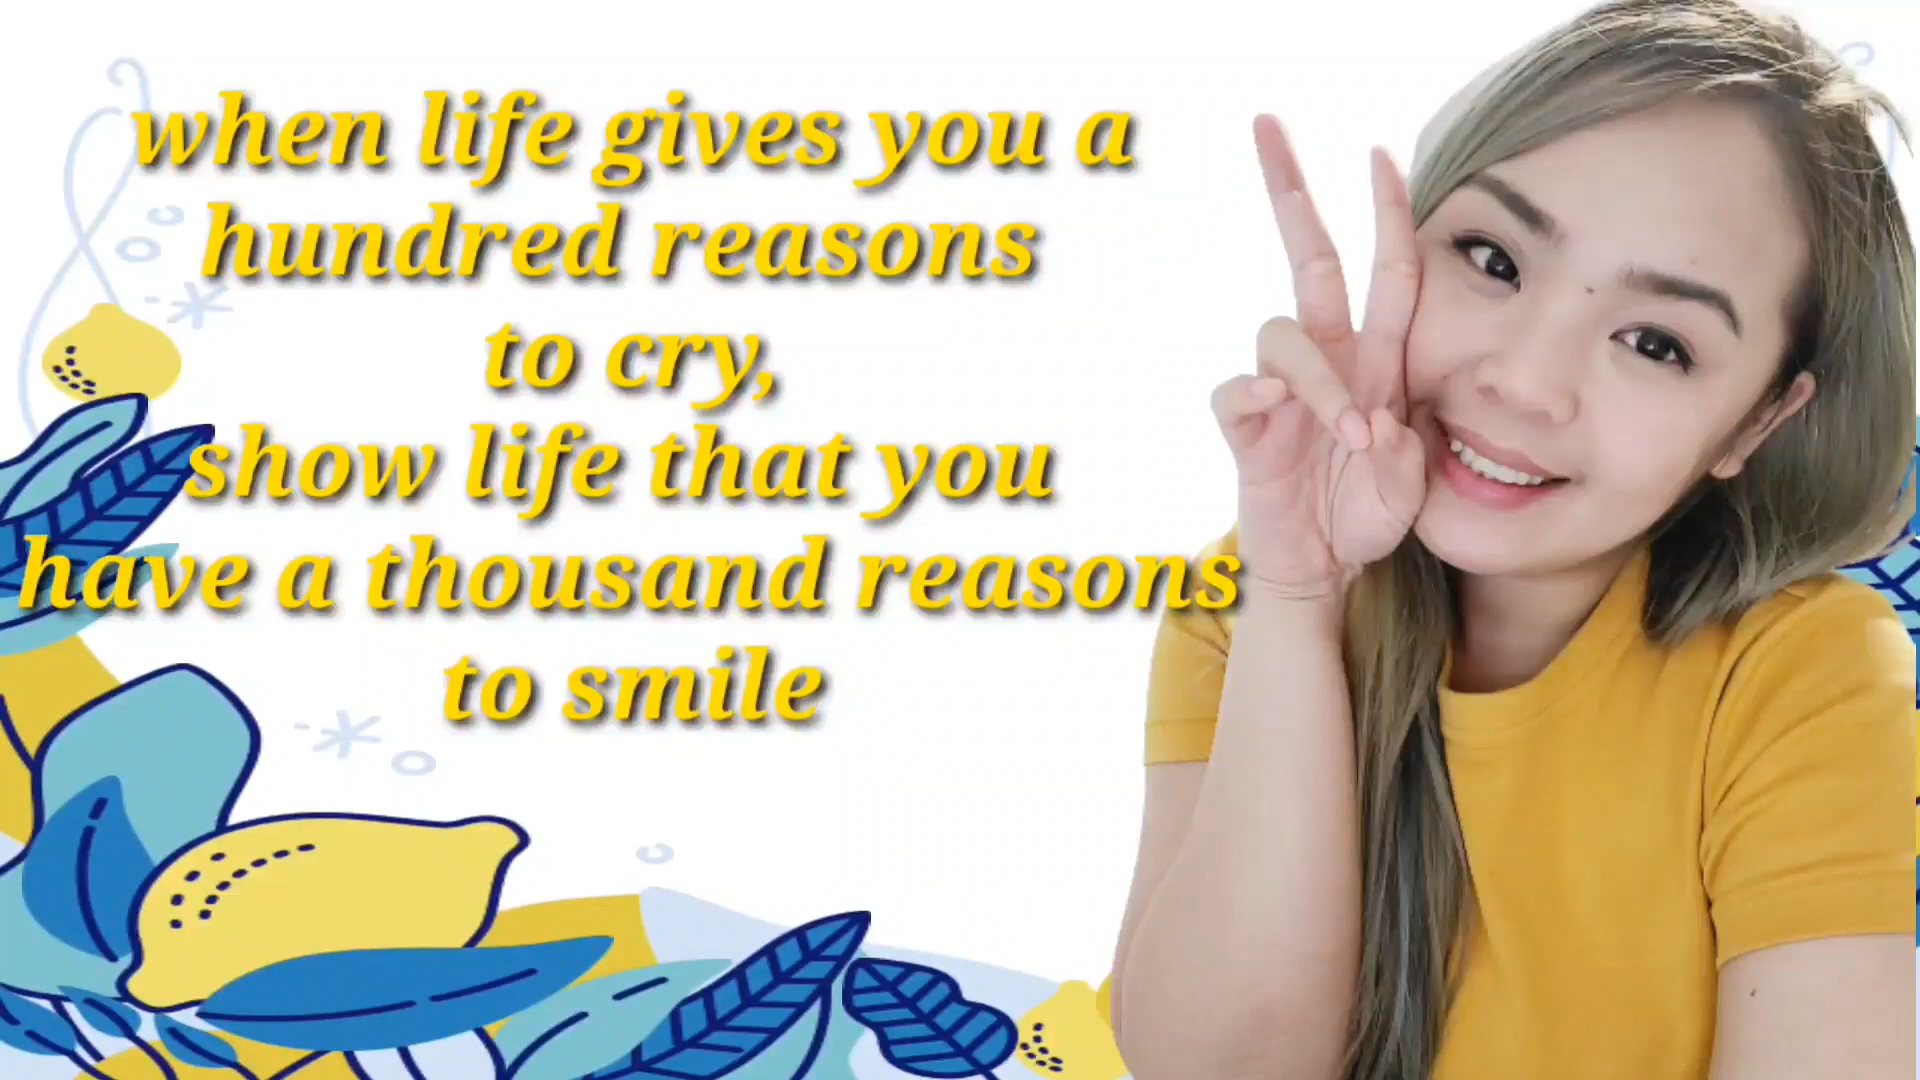 when life gives you a
hundred reasons
to cry,
show life that you
have a thousand reasons
to smile